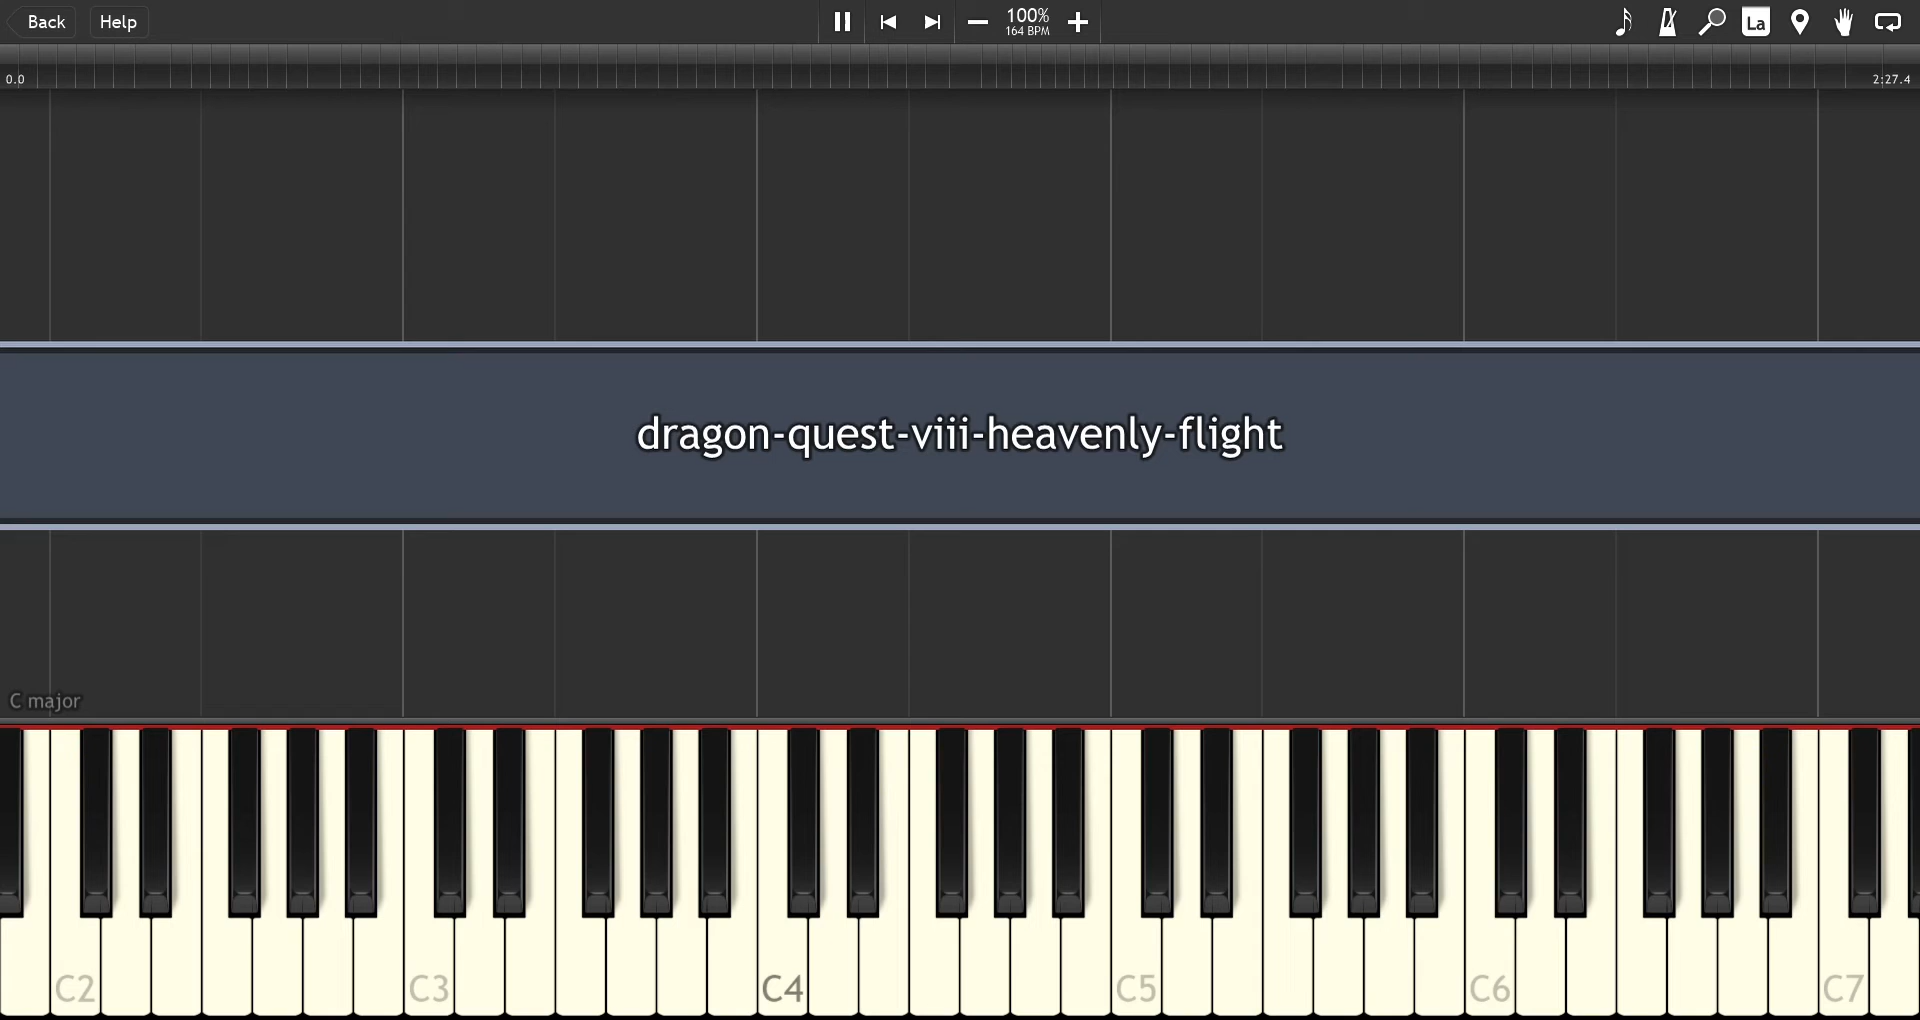 Back
Help
100%
164 BPM
La
0.0
2:27.4
dragon-quest-viii-heavenly-flight
C major
C2
C3
C4
C5
C6
C7